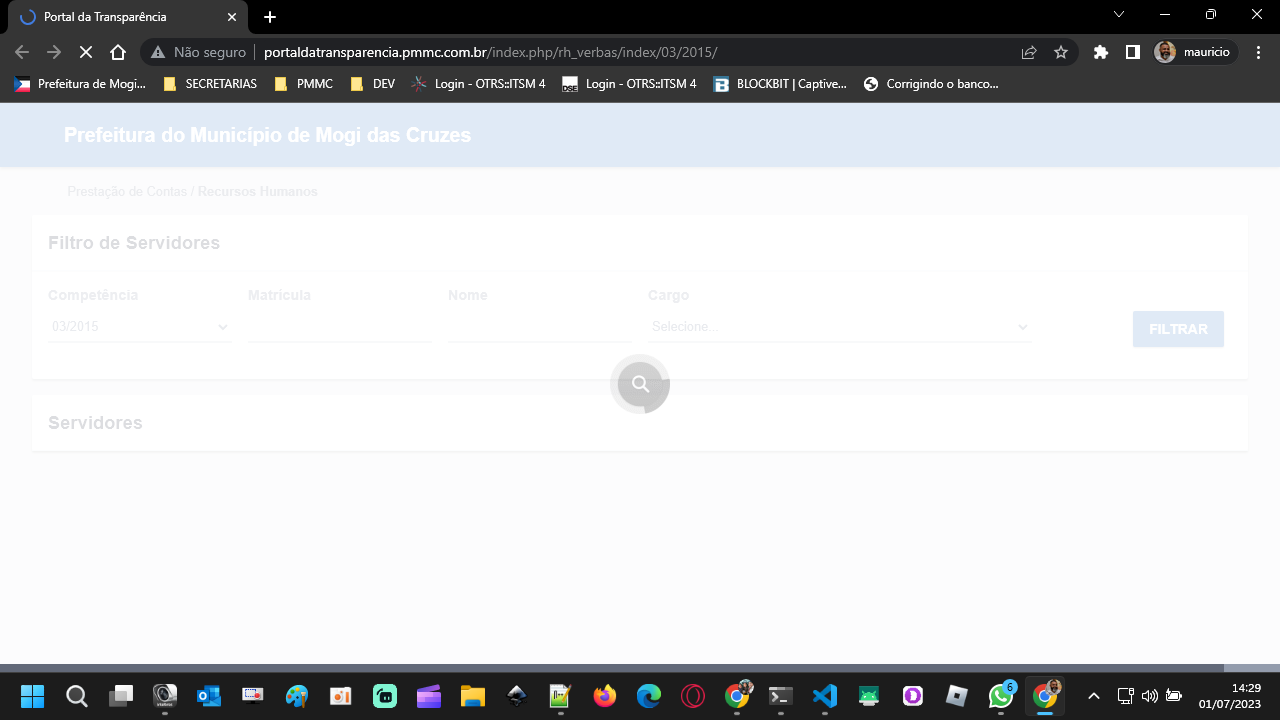 Portal da Transparência
Não seguro
portaldatransparencia.pmmc.com.br/index.php/rh_verbas/index/03/2015/
mauricio
Prefeitura de Mogi...
SECRETARIAS
PMMC
DEV
Login - OTRS::ITSM 4
DSE
Login - OTRS::ITSM 4
B
BLOCKBIT | Captive...
Corrigindo o banco...
Prefeitura do Município de Mogi das Cruzes
Prestação de Contas / Recursos Humanos
Filtro de Servidores
Competência
Matrícula
Nome
Cargo
03/2015
Selecione...
FILTRAR
Servidores
6
14:29
01/07/2023